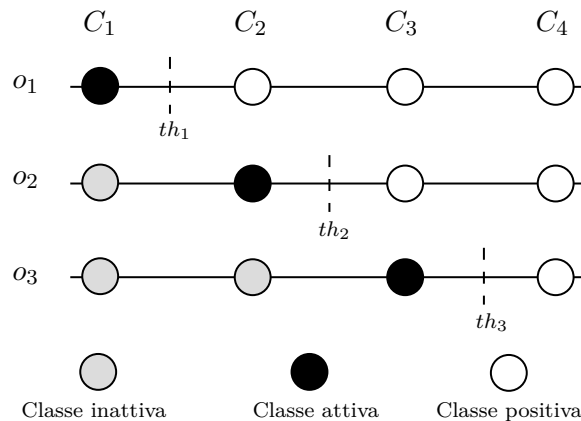 C₁ C₂ C₃ C₄
o₁
th₁
o₂
th₂
o₃
th₃
Classe inattiva Classe attiva Classe positiva